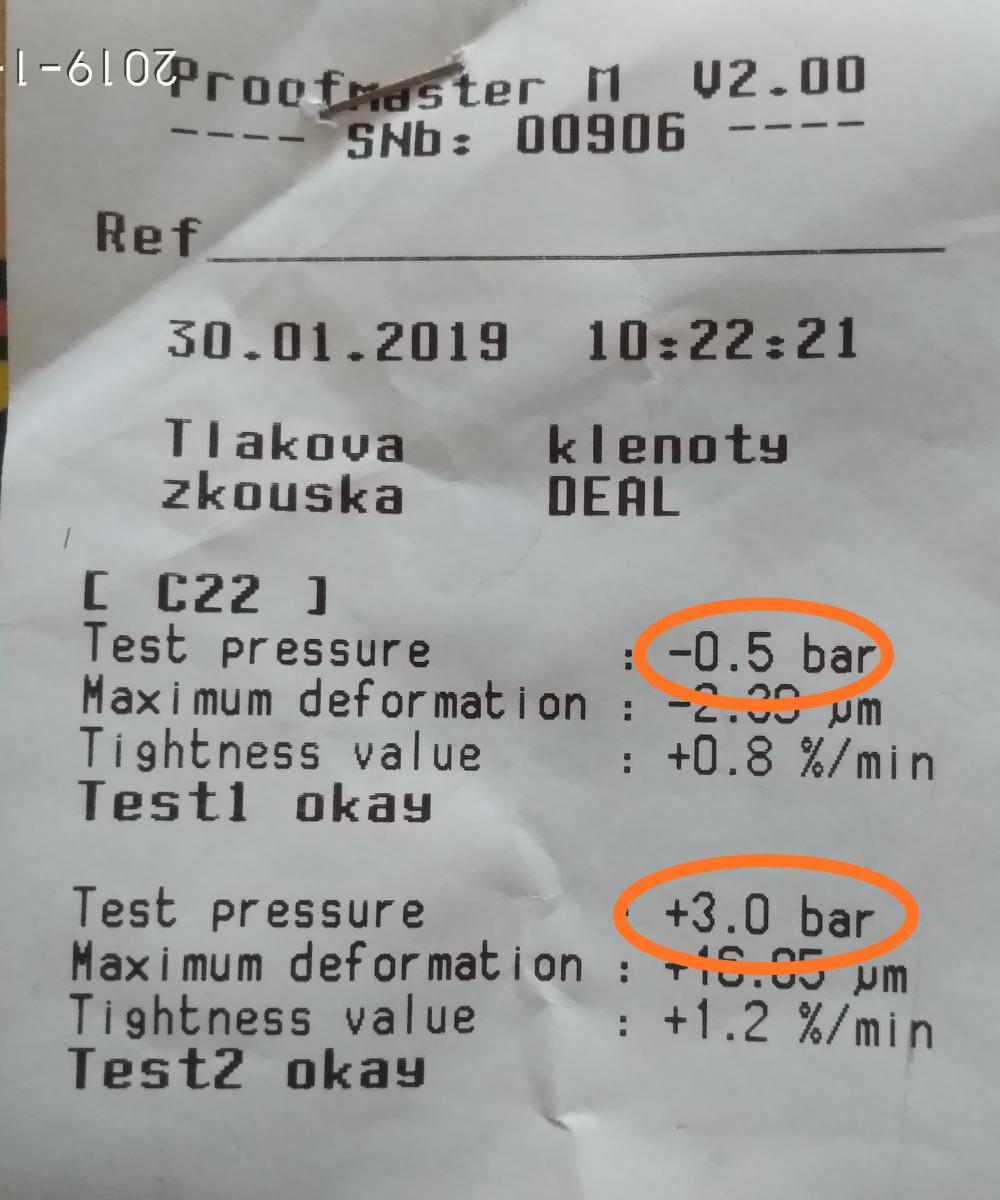 Proofmaster M V2.00
---- SNb: 00906 ----
Ref
30.01.2019 10:22:21
Tlakova klenoty
zkouska DEAL
[ C22 ]
Test pressure : -0.5 bar
Maximum deformation : µm
Tightness value : +0.8 %/min
Test1 okay
Test pressure +3.0 bar
Maximum deformation : µm
Tightness value : +1.2 %/min
Test2 okay